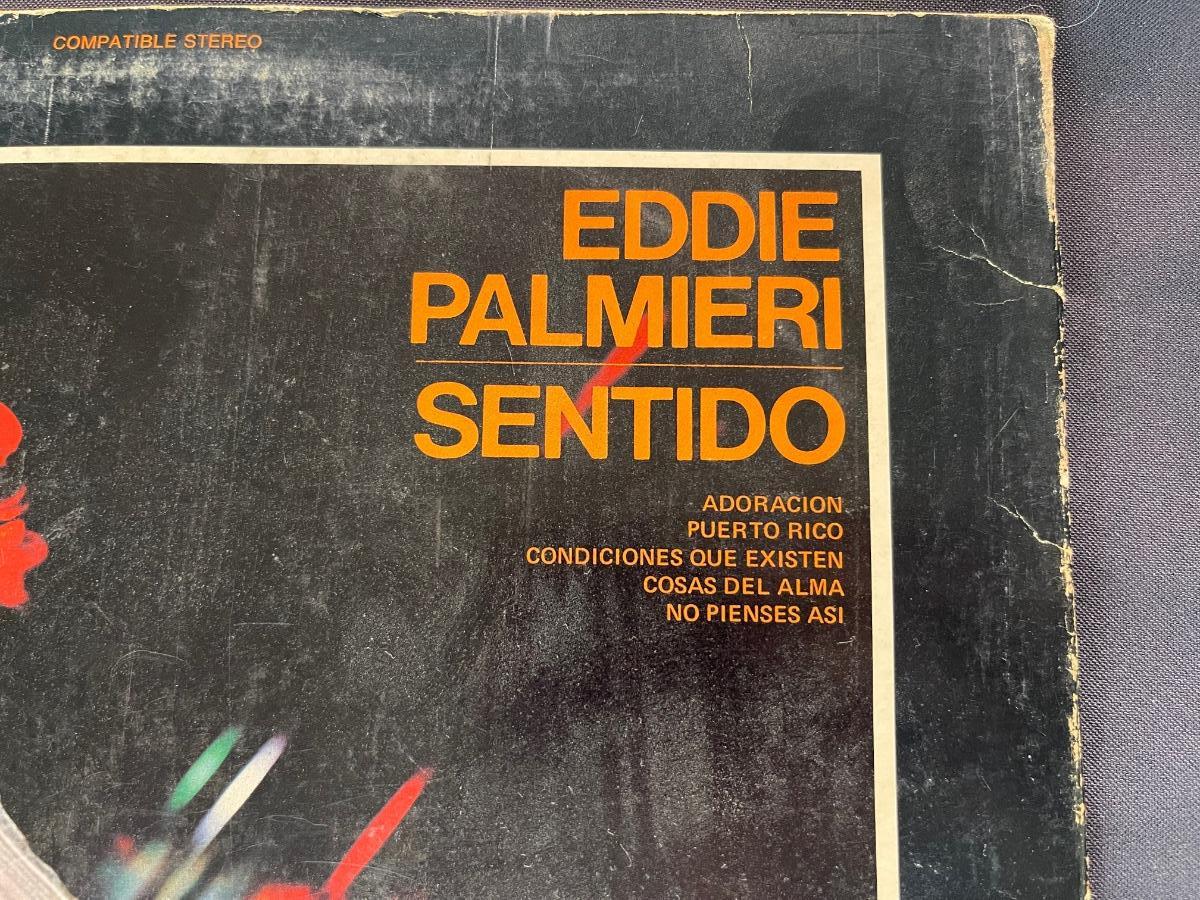 COMPATIBLE STEREO
EDDIE
PALMIERI
SENTIDO
ADORACION
PUERTO RICO
CONDICIONES QUE EXISTEN
COSAS DEL ALMA
NO PIENSES ASI